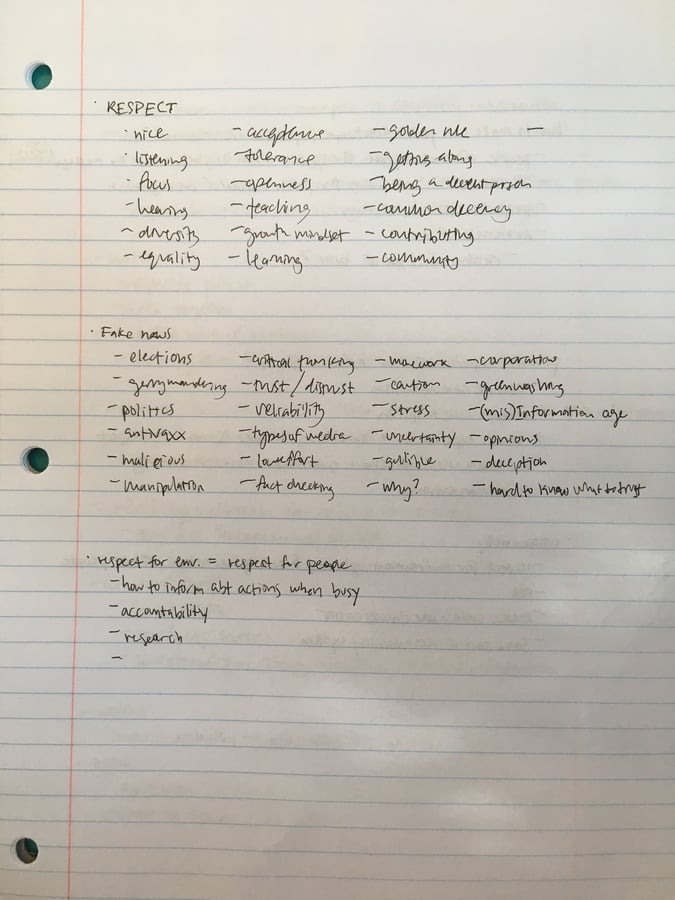 · RESPECT
· nice – acceptance – golden rule –
· listening – tolerance – getting along
· focus – openness – being a decent person
– hearing – teaching – common decency
– diversity – growth mindset – contributing
– equality – learning – community
· Fake news
– elections – critical thinking – more work – corporation
– gerrymandering – trust/distrust – caution – greenwashing
– politics – reliability – stress – (mis)Information age
– antivaxx – types of media – uncertainty – opinions
– malicious – low effort – gullible – deception
– manipulation – fact checking – why? – hard to know what to trust
· respect for env. = respect for people
– how to inform abt actions when busy
– accountability
– research
–